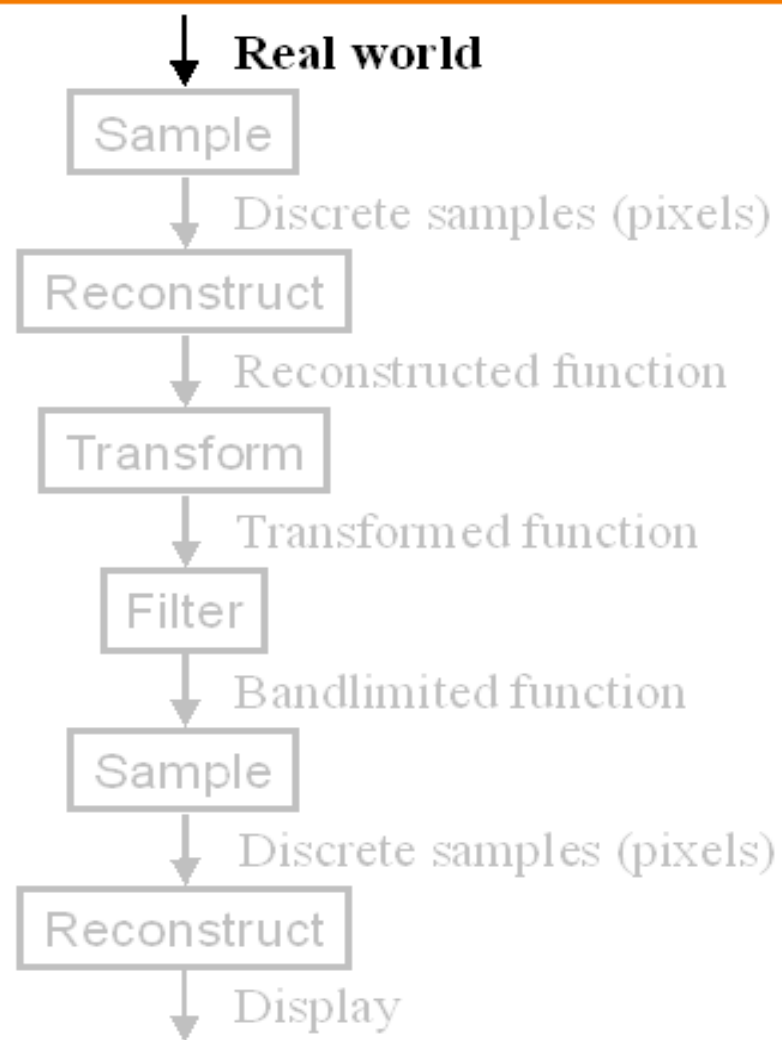 Real world
Sample
Discrete samples (pixels)
Reconstruct
Reconstructed function
Transform
Transformed function
Filter
Bandlimited function
Sample
Discrete samples (pixels)
Reconstruct
Display